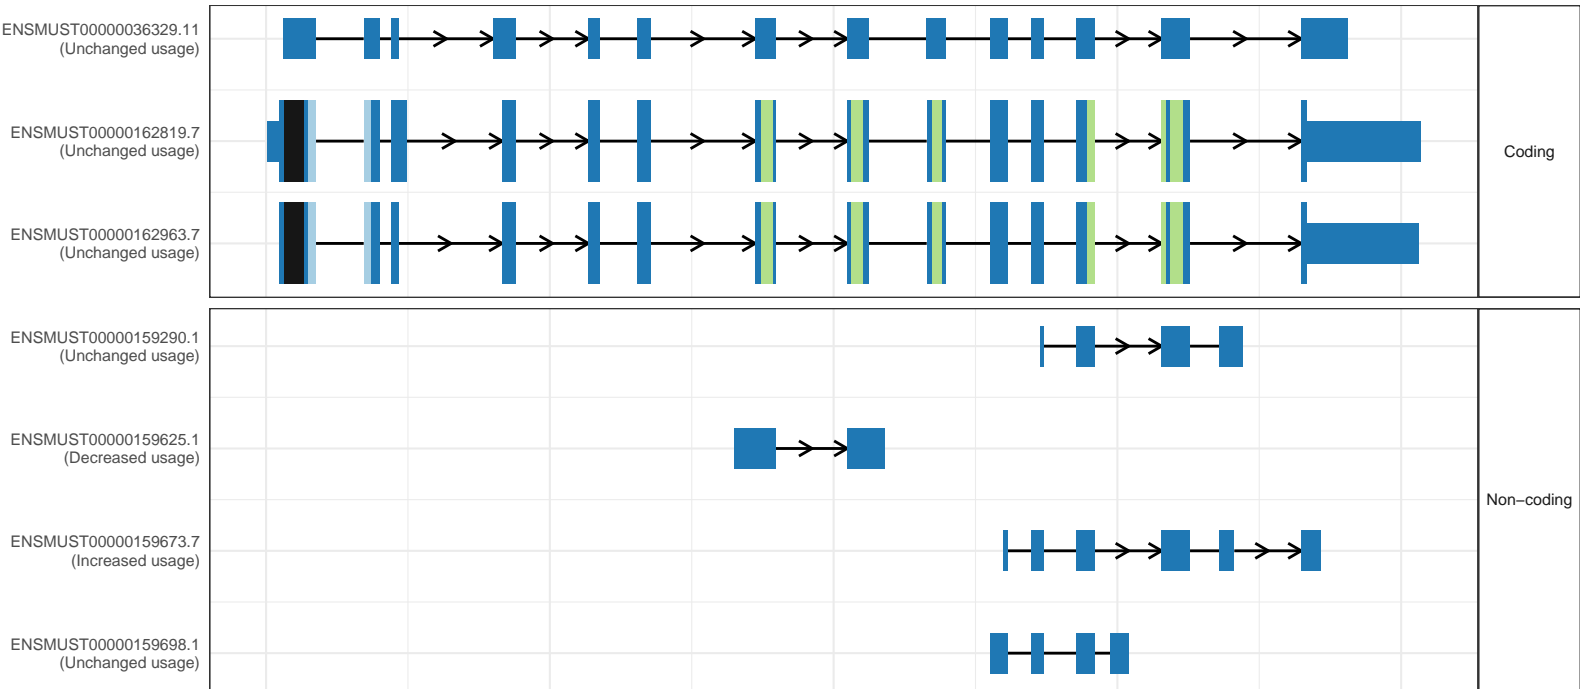 ENSMUST00000036329.11
(Unchanged usage)
ENSMUST00000162819.7
(Unchanged usage)
Coding
ENSMUST00000162963.7
(Unchanged usage)
ENSMUST00000159290.1
(Unchanged usage)
ENSMUST00000159625.1
(Decreased usage)
Non−coding
ENSMUST00000159673.7
(Increased usage)
ENSMUST00000159698.1
(Unchanged usage)